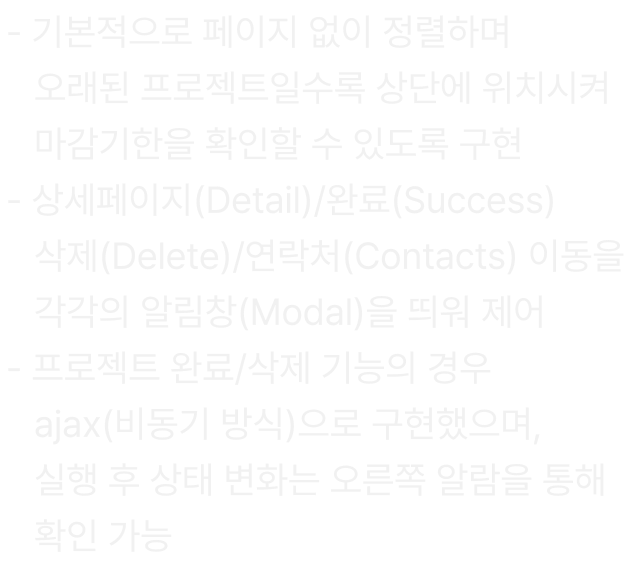 - 기본적으로 페이지 없이 정렬하며
오래된 프로젝트일수록 상단에 위치시켜
마감기한을 확인할 수 있도록 구현
- 상세페이지(Detail)/완료(Success)
삭제(Delete)/연락처(Contacts) 이동을
각각의 알림창(Modal)을 띄워 제어
- 프로젝트 완료/삭제 기능의 경우
ajax(비동기 방식)으로 구현했으며,
실행 후 상태 변화는 오른쪽 알람을 통해
확인 가능